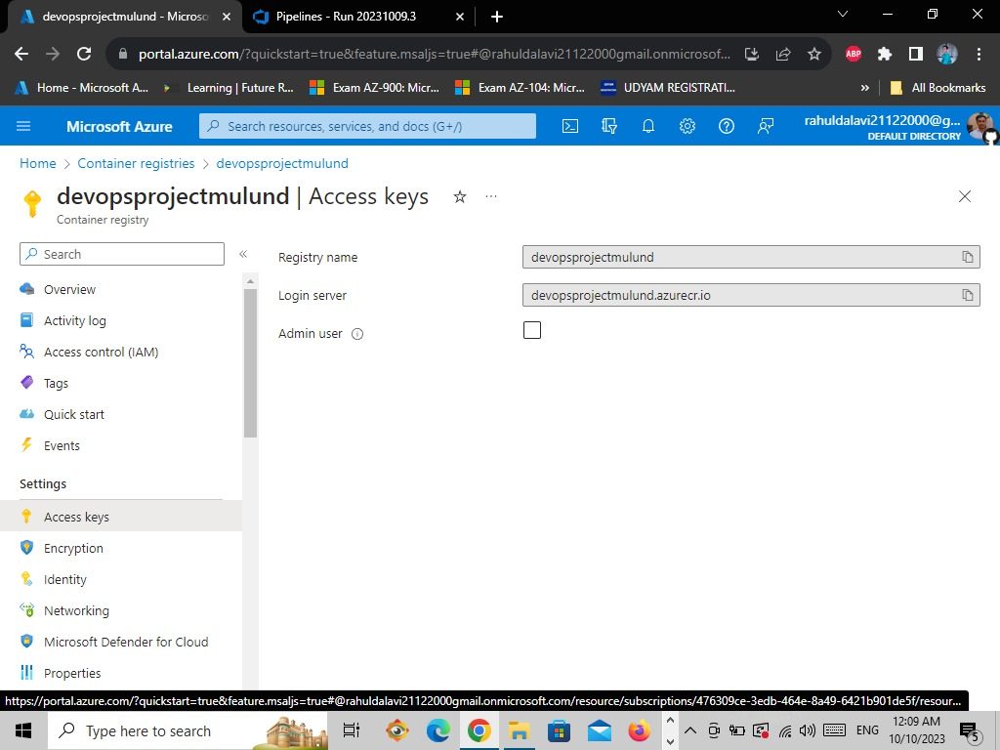 devopsprojectmulund - Microso
Pipelines - Run 20231009.3
portal.azure.com/?quickstart=true&feature.msaljs=true#@rahuldalavi21122000gmail.onmicrosof...
ABP
Home - Microsoft A...
Learning | Future R...
Exam AZ-900: Micr...
Exam AZ-104: Micr...
UDYAM REGISTRATI...
»
All Bookmarks
Microsoft Azure
Search resources, services, and docs (G+/)
rahuldalavi21122000@g...
DEFAULT DIRECTORY
Home > Container registries > devopsprojectmulund
devopsprojectmulund | Access keys
Container registry
Search
«
Overview
Activity log
Access control (IAM)
Tags
Quick start
Events
Settings
Access keys
Encryption
Identity
Networking
Microsoft Defender for Cloud
Properties
Registry name
devopsprojectmulund
Login server
devopsprojectmulund.azurecr.io
Admin user
https://portal.azure.com/?quickstart=true&feature.msaljs=true#@rahuldalavi21122000gmail.onmicrosoft.com/resource/subscriptions/476309ce-3edb-464e-8a49-6421b901de5f/resour...
Type here to search
ENG
12:09 AM
10/10/2023
5